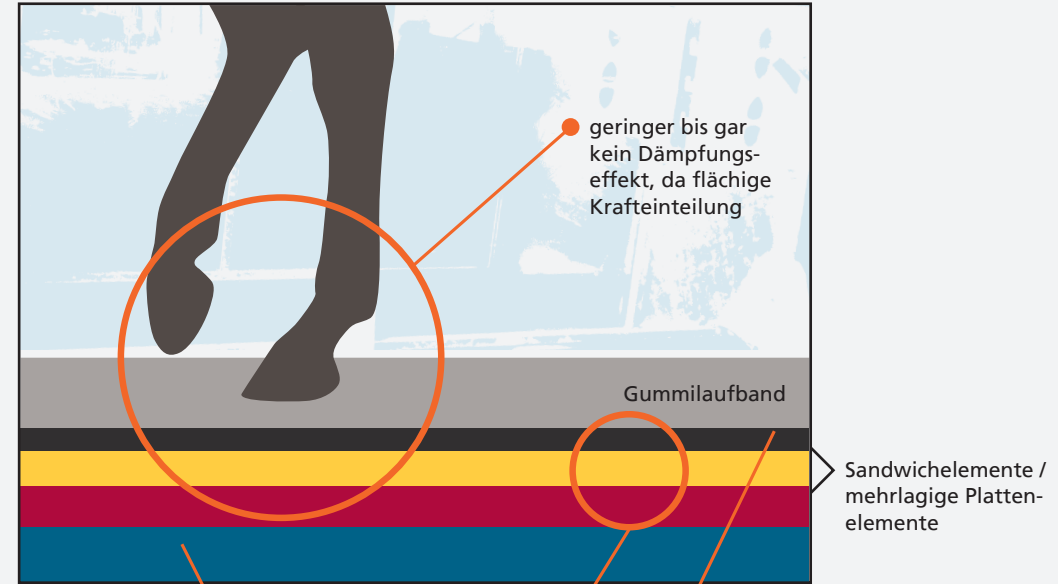 geringer bis gar
kein Dämpfungs-
effekt, da flächige
Krafteinteilung
Gummilaufband
Sandwichelemente /
mehrlagige Platten-
elemente